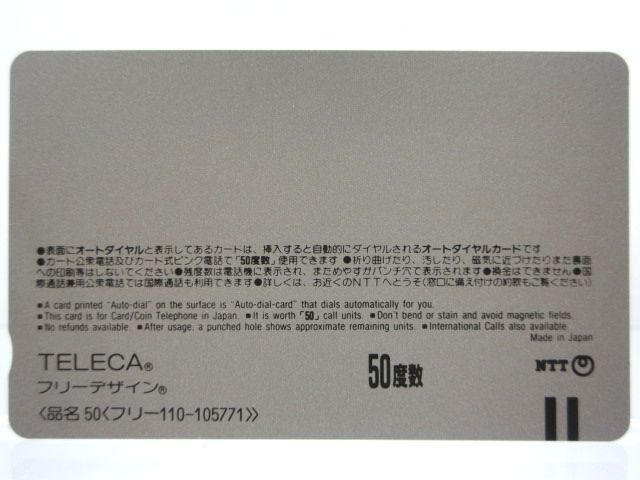 ●表面にオートダイヤルと表示してあるカードは、挿入すると自動的にダイヤルされるオートダイヤルカードです
●カード公衆電話及びカード式ピンク電話で「50度数」使用できます ●折り曲げたり、汚したり、磁気に近づけたりまた裏面
への印刷等はしないでください ●残度数は電話機に表示され、まためやすがパンチ穴で表示されます ●換金はできません ●国
際通話兼用公衆電話では国際通話も利用できます ●詳しくは、お近くのNTTへどうぞ(窓口に備え付けの約款もご覧ください)
■A card printed "Auto-dial" on the surface is "Auto-dial-card" that dials automatically for you.
■This card is for Card/Coin Telephone in Japan. ■It is worth「50」call units. ■Don't bend or stain and avoid magnetic fields.
■No refunds available. ■After usage, a punched hole shows approximate remaining units. ■International Calls also available.
Made in Japan
TELECA®
フリーデザイン®
〈品名 50〈フリー110-105771〉〉
50度数
NTT